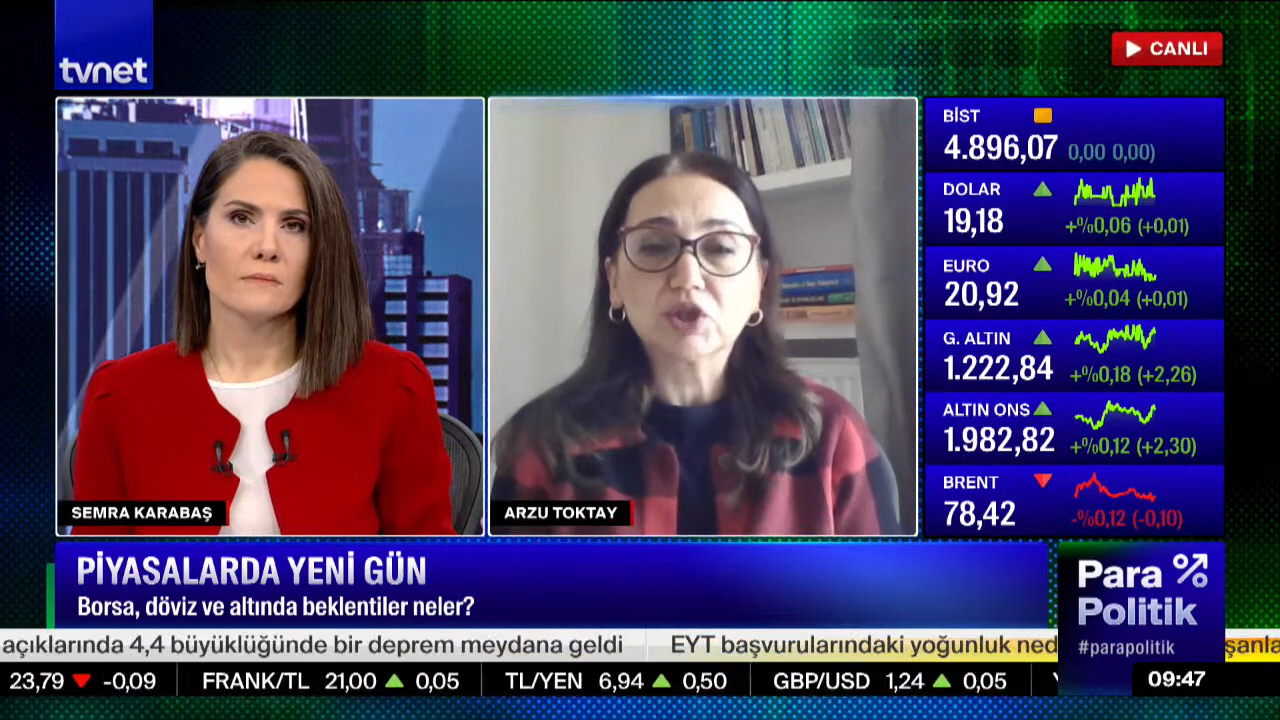 tvnet
CANLI
SEMRA KARABAŞ
ARZU TOKTAY
BİST
4.896,07 0,00 0,00)
DOLAR
19,18 +%0,06 (+0,01)
EURO
20,92 +%0,04 (+0,01)
G. ALTIN
1.222,84 +%0,18 (+2,26)
ALTIN ONS
1.982,82 +%0,12 (+2,30)
BRENT
78,42 -%0,12 (-0,10)
PİYASALARDA YENİ GÜN
Borsa, döviz ve altında beklentiler neler?
Para
Politik
#parapolitik
açıklarında 4,4 büyüklüğünde bir deprem meydana geldi EYT başvurularındaki yoğunluk ned
23,79 -0,09 FRANK/TL 21,00 0,05 TL/YEN 6,94 0,50 GBP/USD 1,24 0,05
09:47